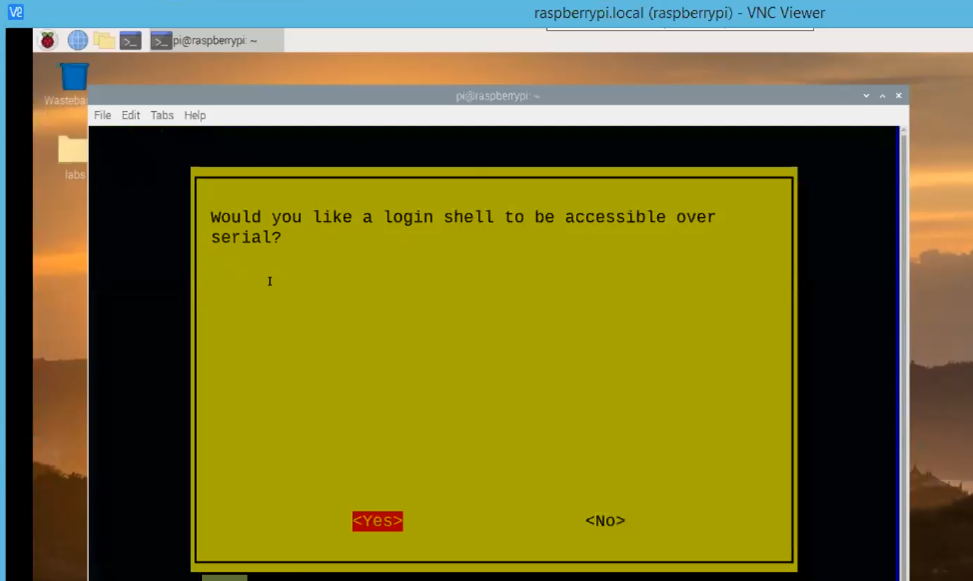 raspberrypi.local (raspberrypi) - VNC Viewer
pi@raspberrypi: ~
Wasteba
pi@raspberrypi: ~
File Edit Tabs Help
labs
Would you like a login shell to be accessible over
serial?
<Yes> <No>